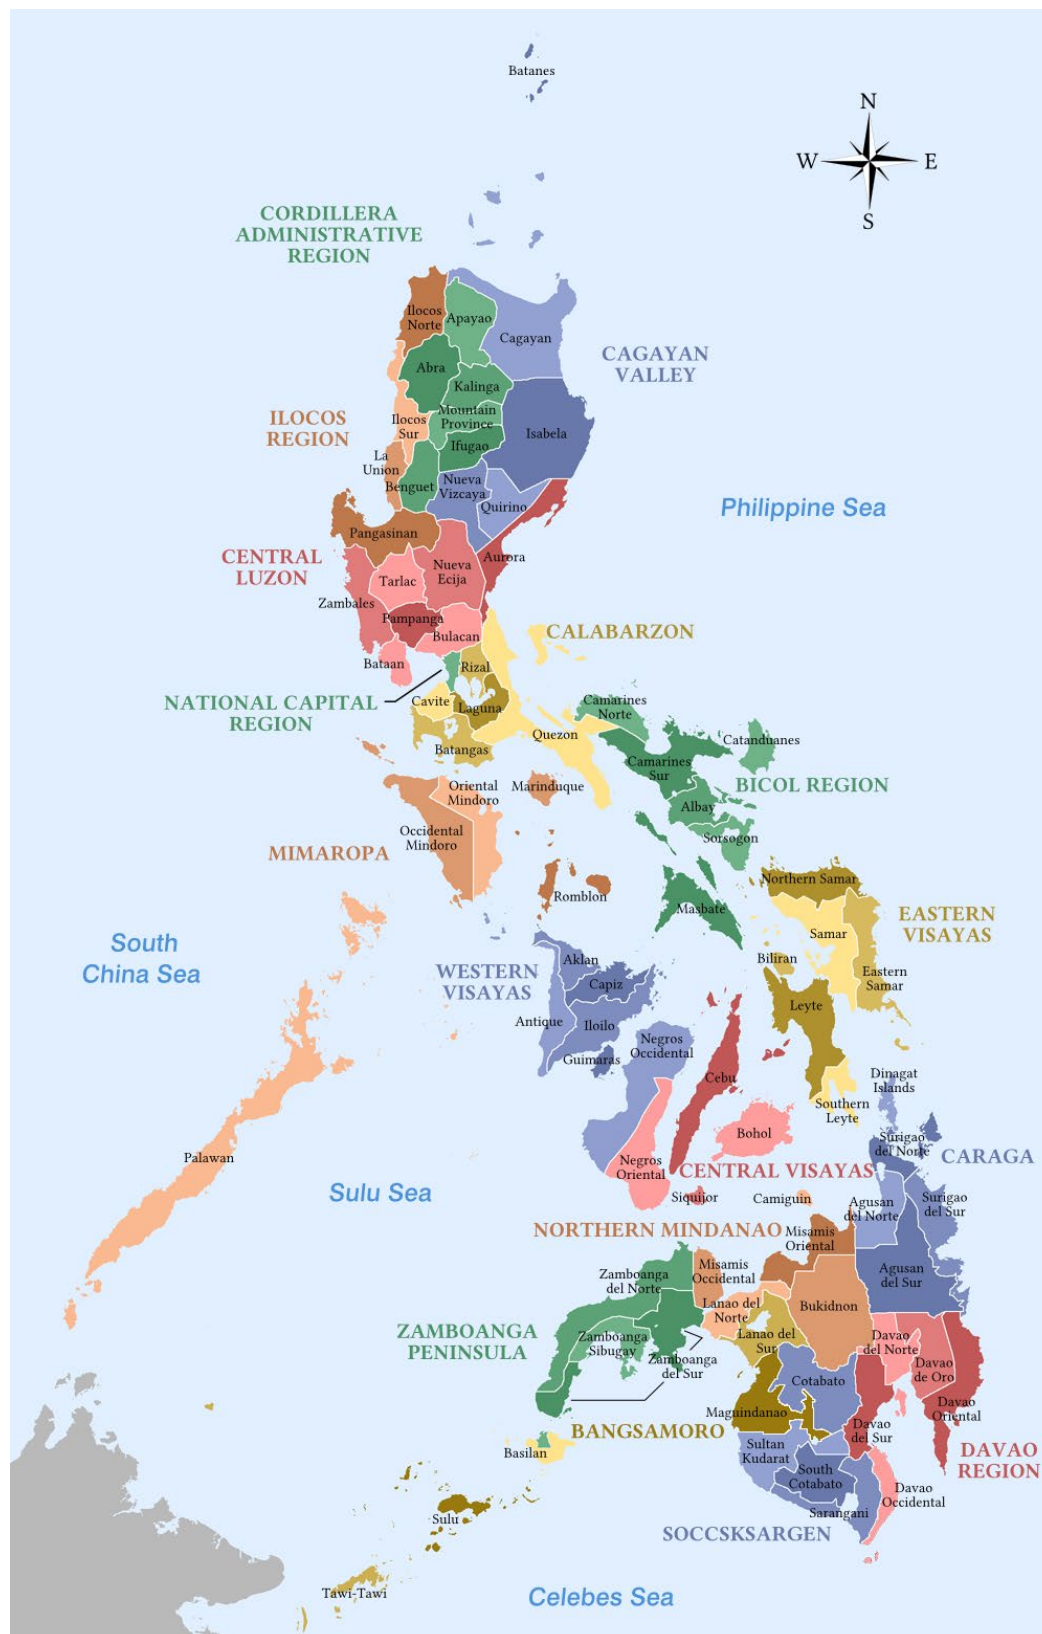 Batanes
N
W
E
S
CORDILLERA
ADMINISTRATIVE
REGION
Ilocos
Norte
Apayao
Cagayan
CAGAYAN
VALLEY
Abra
Kalinga
Mountain
Province
ILOCOS
REGION
Ilocos
Sur
Isabela
Ifugao
La
Union
Benguet
Nueva
Vizcaya
Quirino
Philippine Sea
Pangasinan
CENTRAL
LUZON
Aurora
Nueva
Ecija
Tarlac
Zambales
Pampanga
Bulacan
CALABARZON
Bataan
Rizal
NATIONAL CAPITAL
REGION
Cavite
Laguna
Camarines
Norte
Quezon
Catanduanes
Batangas
Camarines
Sur
BICOL REGION
Oriental
Mindoro
Marinduque
Albay
Occidental
Mindoro
Sorsogon
MIMAROPA
Northern Samar
Romblon
Masbate
EASTERN
VISAYAS
Samar
South
China Sea
WESTERN
VISAYAS
Aklan
Biliran
Eastern
Samar
Capiz
Leyte
Antique
Iloilo
Negros
Occidental
Guimaras
Cebu
Dinagat
Islands
Southern
Leyte
Bohol
Surigao
del Norte
CARAGA
Palawan
Negros
Oriental
CENTRAL VISAYAS
Sulu Sea
Siquijor
Camiguin
Agusan
del Norte
Surigao
del Sur
NORTHERN MINDANAO
Misamis
Oriental
Misamis
Occidental
Zamboanga
del Norte
Agusan
del Sur
Lanao del
Norte
Bukidnon
ZAMBOANGA
PENINSULA
Zamboanga
Sibugay
Lanao del
Sur
Davao
del Norte
Zamboanga
del Sur
Davao
de Oro
Cotabato
Maguindanao
Davao
Oriental
BANGSAMORO
Davao
del Sur
Basilan
Sultan
Kudarat
DAVAO
REGION
South
Cotabato
Davao
Occidental
Sulu
Sarangani
SOCCSKSARGEN
Tawi-Tawi
Celebes Sea